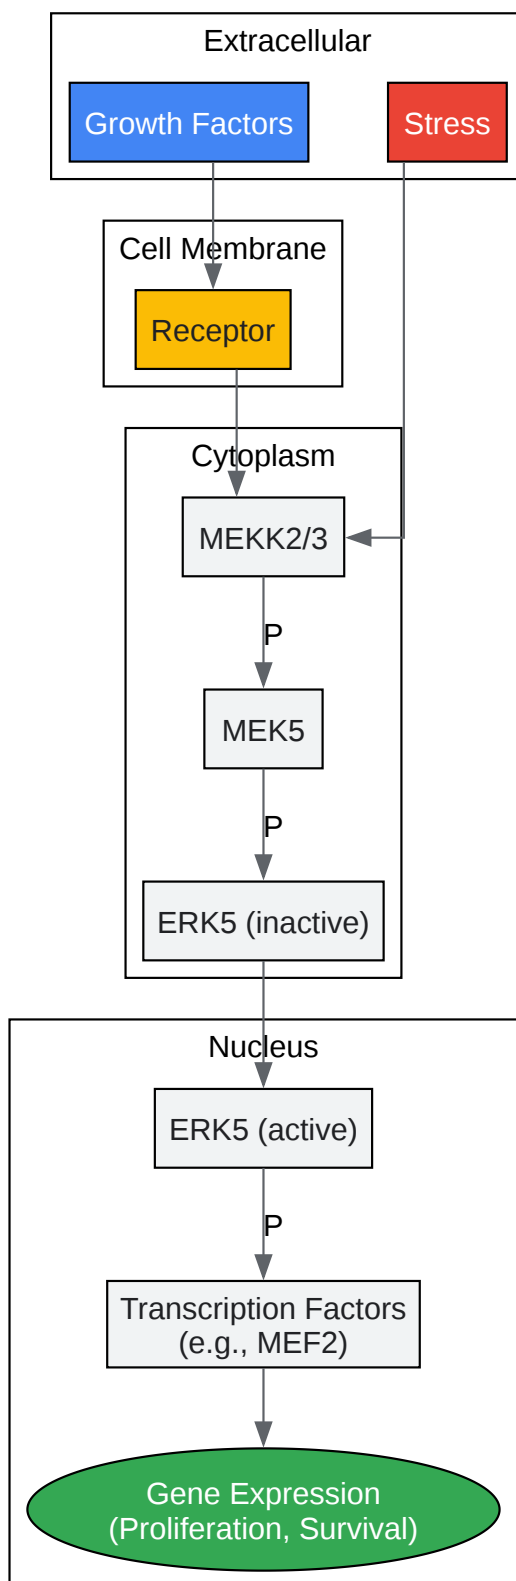 Extracellular
Growth Factors
Stress
Cell Membrane
Receptor
Cytoplasm
MEKK2/3
P
MEK5
P
ERK5 (inactive)
Nucleus
ERK5 (active)
P
Transcription Factors
(e.g., MEF2)
Gene Expression
(Proliferation, Survival)